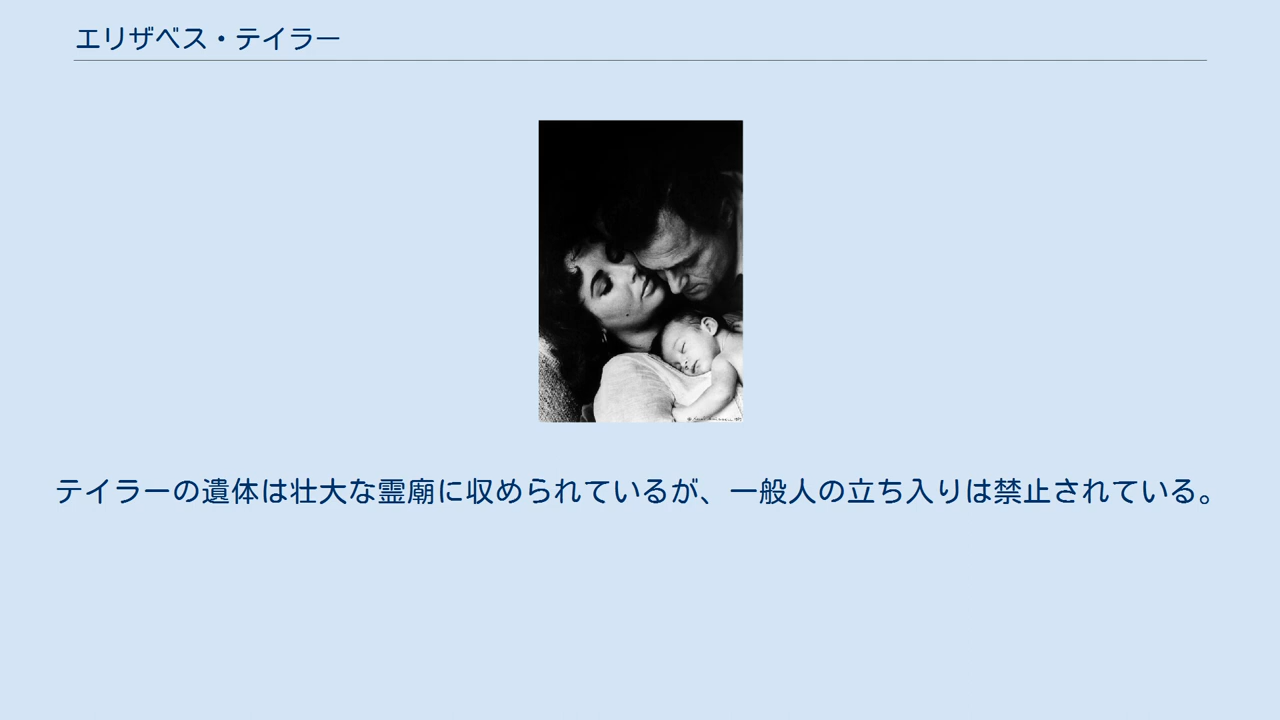 エリザベス・テイラー
テイラーの遺体は壮大な霊廟に収められているが、一般人の立ち入りは禁止されている。